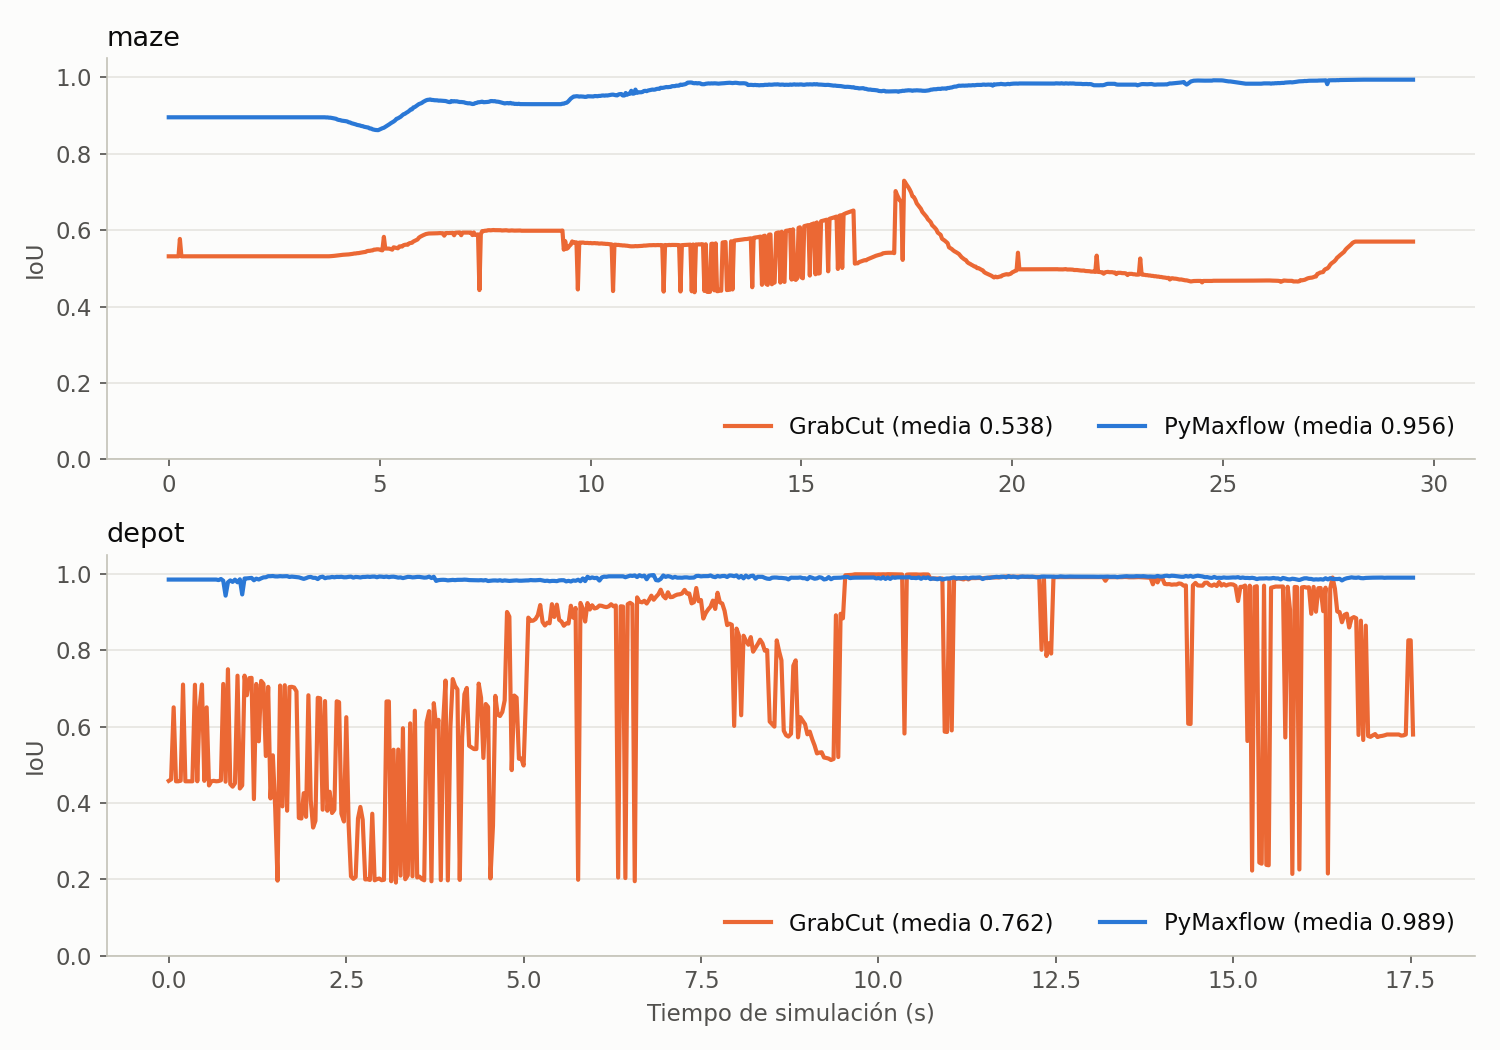 maze
1.0
0.8
0.6
0.4
0.2
0.0
IoU
GrabCut (media 0.538) PyMaxflow (media 0.956)
0 5 10 15 20 25 30
depot
1.0
0.8
0.6
0.4
0.2
0.0
IoU
GrabCut (media 0.762) PyMaxflow (media 0.989)
0.0 2.5 5.0 7.5 10.0 12.5 15.0 17.5
Tiempo de simulación (s)